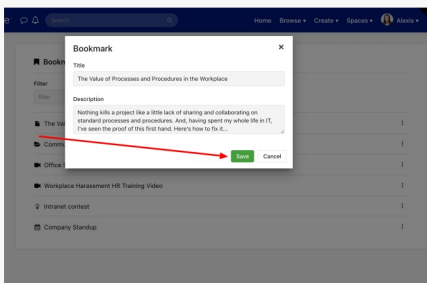 Search
Home Browse Create Spaces Alexis
Bookmark
Title
The Value of Processes and Procedures in the Workplace
Description
Nothing kills a project like a little lack of sharing and collaborating on
standard processes and procedures. And, having spent my whole life in IT,
I've seen the proof of this first hand. Here's how to fix it...
Save Cancel
Bookn
Filter
Filter
The Val
Commu
Office S
Workplace Harassment HR Training Video
Intranet contest
Company Standup